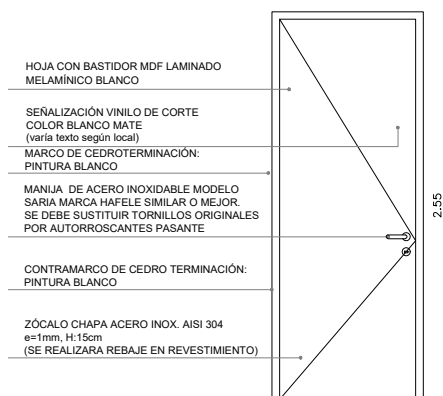 HOJA CON BASTIDOR MDF LAMINADO
MELAMÍNICO BLANCO
SEÑALIZACIÓN VINILO DE CORTE
COLOR BLANCO MATE
(varía texto según local)
MARCO DE CEDROTERMINACIÓN:
PINTURA BLANCO
MANIJA DE ACERO INOXIDABLE MODELO
SARIA MARCA HAFELE SIMILAR O MEJOR.
SE DEBE SUSTITUIR TORNILLOS ORIGINALES
POR AUTORROSCANTES PASANTE
CONTRAMARCO DE CEDRO TERMINACIÓN:
PINTURA BLANCO
ZÓCALO CHAPA ACERO INOX. AISI 304
e=1mm, H:15cm
(SE REALIZARA REBAJE EN REVESTIMIENTO)
2.55